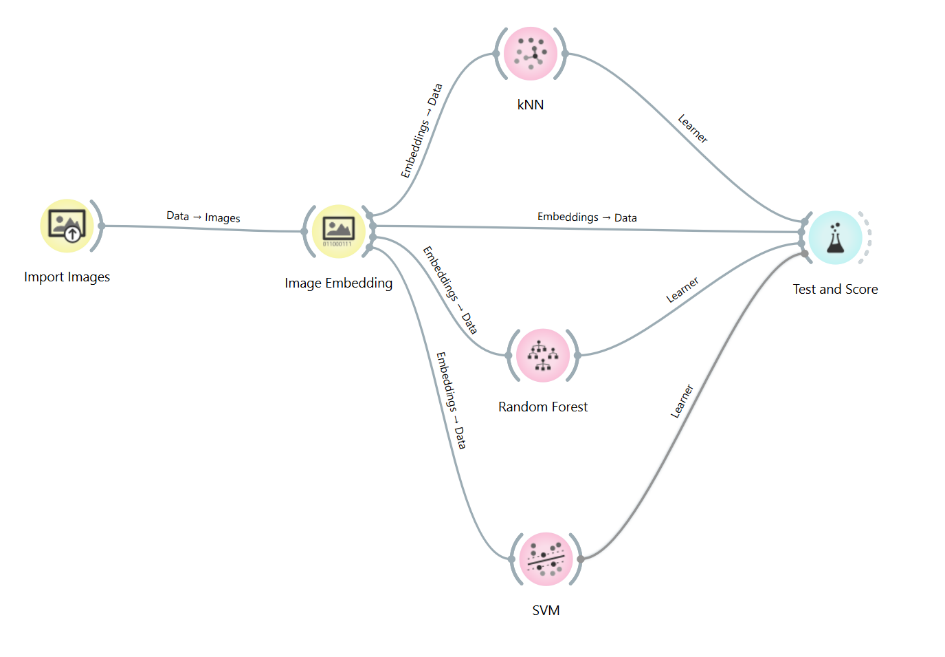 kNN
Embeddings → Data
Learner
Data → Images
Embeddings → Data
Import Images
Image Embedding
Test and Score
Embeddings → Data
Learner
Random Forest
Embeddings → Data
Learner
SVM